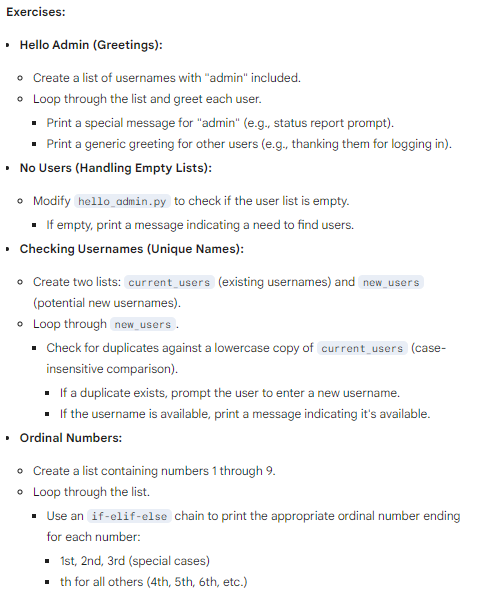 Exercises:
• Hello Admin (Greetings):
○ Create a list of usernames with "admin" included.
○ Loop through the list and greet each user.
▪ Print a special message for "admin" (e.g., status report prompt).
▪ Print a generic greeting for other users (e.g., thanking them for logging in).
• No Users (Handling Empty Lists):
○ Modify hello_admin.py to check if the user list is empty.
▪ If empty, print a message indicating a need to find users.
• Checking Usernames (Unique Names):
○ Create two lists: current_users (existing usernames) and new_users
(potential new usernames).
○ Loop through new_users.
▪ Check for duplicates against a lowercase copy of current_users (case-
insensitive comparison).
▪ If a duplicate exists, prompt the user to enter a new username.
▪ If the username is available, print a message indicating it's available.
• Ordinal Numbers:
○ Create a list containing numbers 1 through 9.
○ Loop through the list.
▪ Use an if-elif-else chain to print the appropriate ordinal number ending
for each number:
▪ 1st, 2nd, 3rd (special cases)
▪ th for all others (4th, 5th, 6th, etc.)